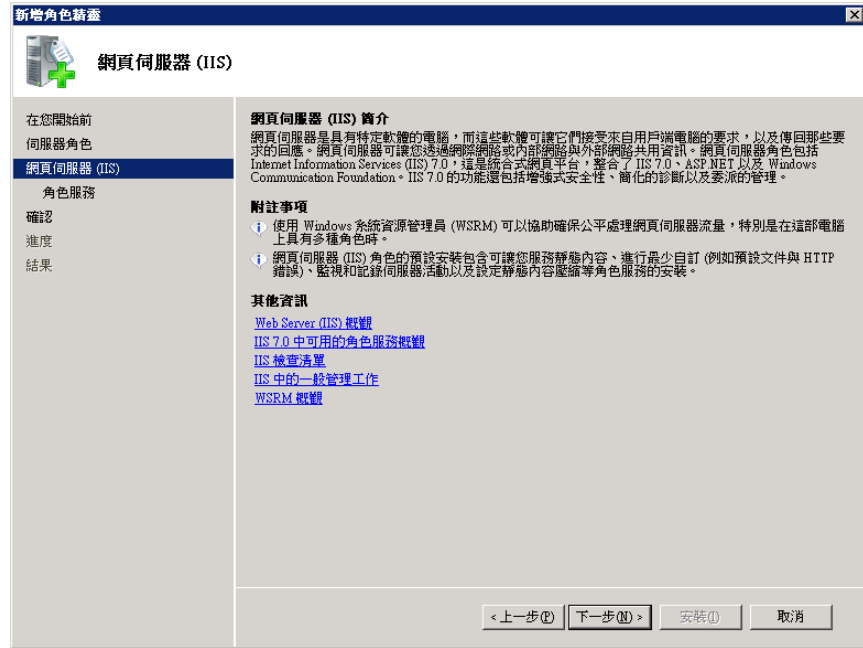 新增角色精靈
網頁伺服器 (IIS)
在您開始前
伺服器角色
網頁伺服器 (IIS)
角色服務
確認
進度
結果
網頁伺服器 (IIS) 簡介
網頁伺服器是具有特定軟體的電腦，而這些軟體可讓它們接受來自用戶端電腦的要求，以及傳回那些要
求的回應。網頁伺服器可讓您透過網際網路或內部網路與外部網路共用資訊。網頁伺服器角色包括
Internet Information Services (IIS) 7.0，這是統合式網頁平台，整合了 IIS 7.0、ASP.NET 以及 Windows
Communication Foundation。IIS 7.0 的功能還包括增強式安全性、簡化的診斷以及委派的管理。
附註事項
使用 Windows 系統資源管理員 (WSRM) 可以協助確保公平處理網頁伺服器流量，特別是在這部電腦
上具有多種角色時。
網頁伺服器 (IIS) 角色的預設安裝包含可讓您服務靜態內容、進行最少自訂 (例如預設文件與 HTTP
錯誤)、監視和記錄伺服器活動以及設定靜態內容壓縮等角色服務的安裝。
其他資訊
Web Server (IIS) 概觀
IIS 7.0 中可用的角色服務概觀
IIS 檢查清單
IIS 中的一般管理工作
WSRM 概觀
< 上一步(P) 下一步(N) > 安裝(I) 取消